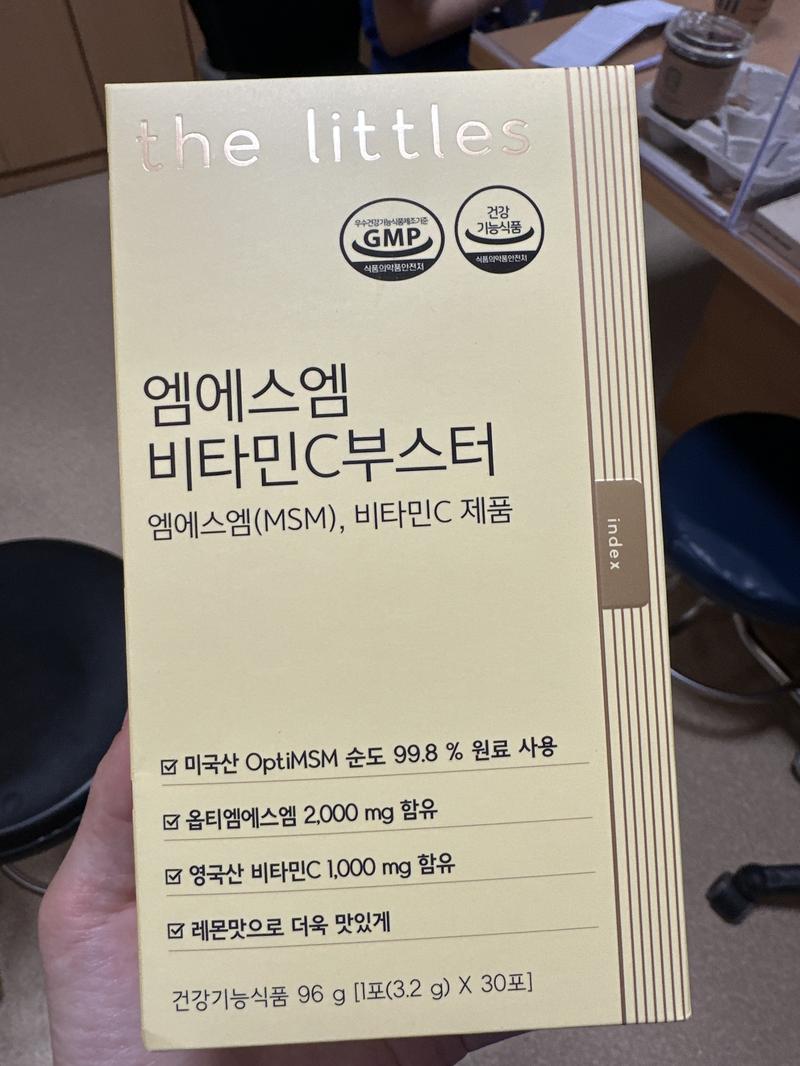 the littles
우수건강기능식품제조기준
GMP
식품의약품안전처
건강
기능식품
식품의약품안전처
엠에스엠
비타민C부스터
엠에스엠(MSM), 비타민C 제품
index
미국산 OptiMSM 순도 99.8 % 원료 사용
옵티엠에스엠 2,000 mg 함유
영국산 비타민C 1,000 mg 함유
레몬맛으로 더욱 맛있게
건강기능식품 96 g [1포(3.2 g) X 30포]